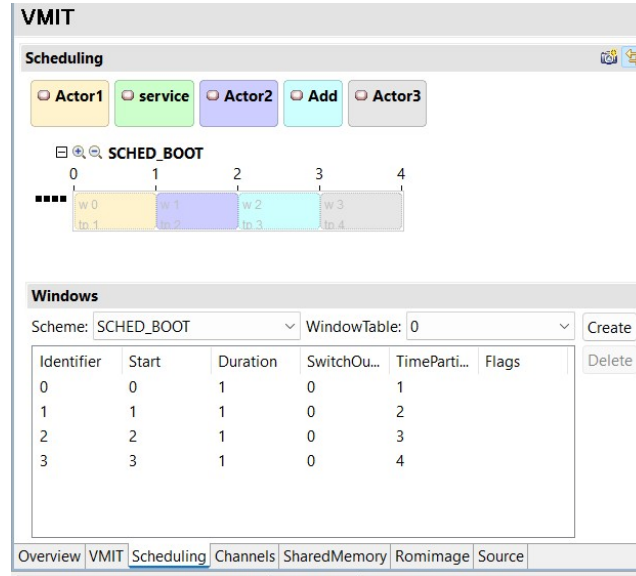 VMIT
Scheduling
Actor1 service Actor2 Add Actor3
SCHED_BOOT
0 1 2 3 4
w 0 w 1 w 2 w 3
tp 1 tp 2 tp 3 tp 4
Windows
Scheme: SCHED_BOOT WindowTable: 0 Create
Identifier Start Duration SwitchOu... TimeParti... Flags Delete
0 0 1 0 1
1 1 1 0 2
2 2 1 0 3
3 3 1 0 4
Overview VMIT Scheduling Channels SharedMemory Romimage Source